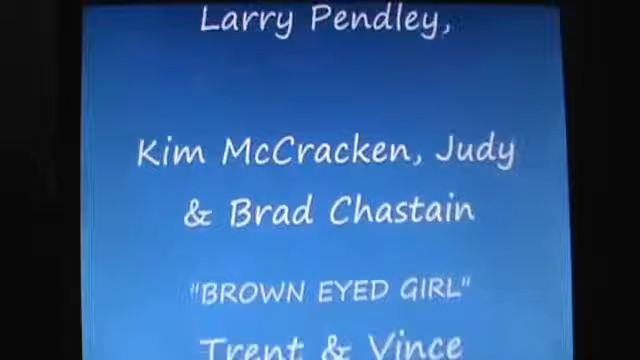 Larry Pendley,
Kim McCracken, Judy
& Brad Chastain
"BROWN EYED GIRL"
Trent & Vince